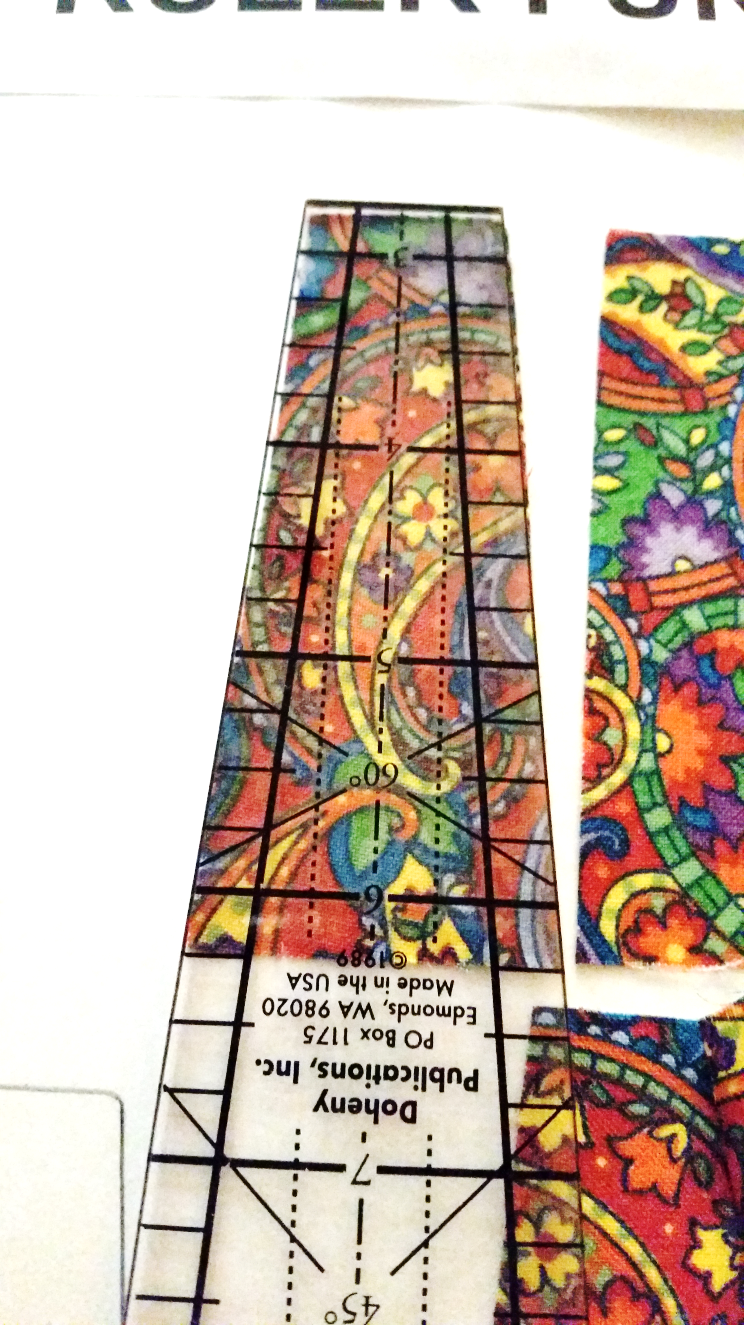 3
4
5
60°
6
©1989
Made in the USA
Edmonds, WA 98020
PO Box 1175
Publications, Inc.
Doheny
7
45°